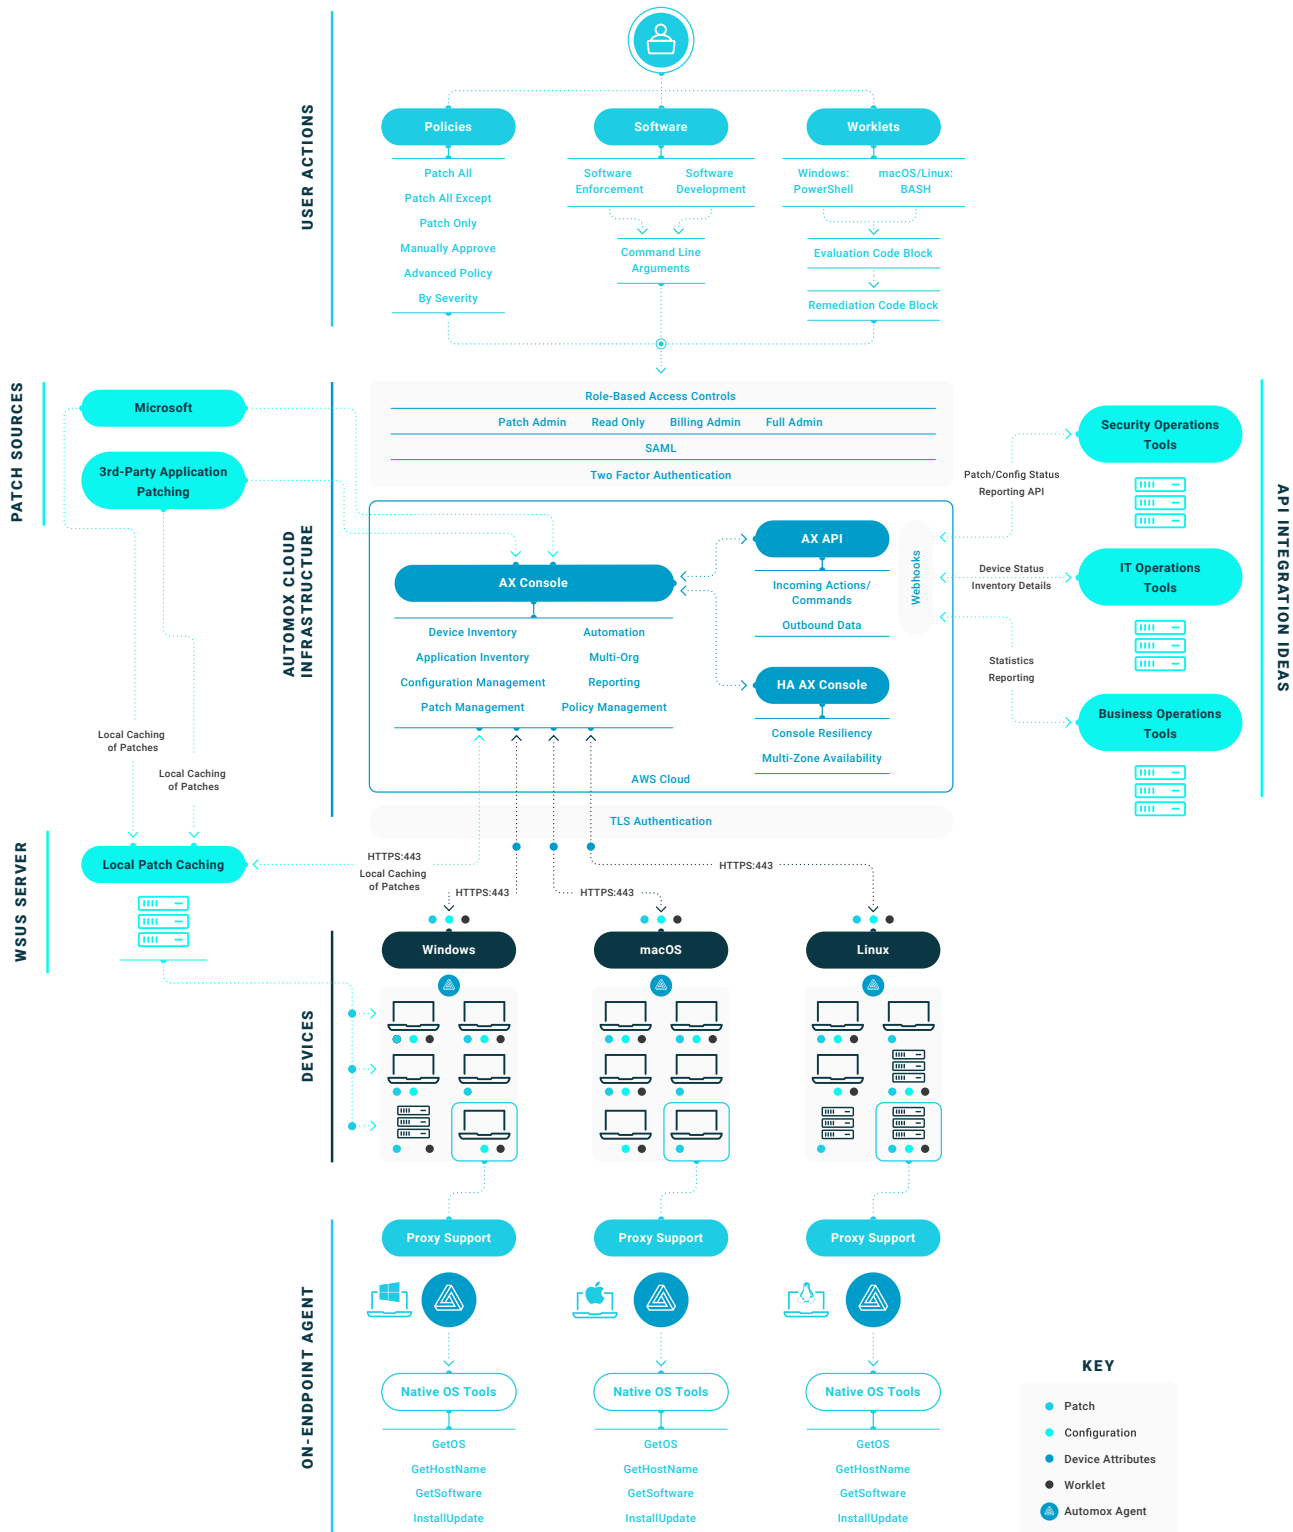 USER ACTIONS
Policies
Patch All
Patch All Except
Patch Only
Manually Approve
Advanced Policy
By Severity
Software
Software
Enforcement
Software
Development
Command Line
Arguments
Worklets
Windows:
PowerShell
macOS/Linux:
BASH
Evaluation Code Block
Remediation Code Block
PATCH SOURCES
Microsoft
3rd-Party Application
Patching
Local Caching
of Patches
Local Caching
of Patches
AUTOMOX CLOUD
INFRASTRUCTURE
Role-Based Access Controls
Patch Admin Read Only Billing Admin Full Admin
SAML
Two Factor Authentication
AX Console
Device Inventory
Application Inventory
Configuration Management
Patch Management
Automation
Multi-Org
Reporting
Policy Management
AX API
Incoming Actions/
Commands
Outbound Data
HA AX Console
Console Resiliency
Multi-Zone Availability
Webhooks
AWS Cloud
TLS Authentication
API INTEGRATION IDEAS
Patch/Config Status
Reporting API
Security Operations
Tools
Device Status
Inventory Details
IT Operations
Tools
Statistics
Reporting
Business Operations
Tools
WSUS SERVER
Local Patch Caching
HTTPS:443
Local Caching
of Patches
HTTPS:443
HTTPS:443
HTTPS:443
DEVICES
Windows
macOS
Linux
ON-ENDPOINT AGENT
Proxy Support
Native OS Tools
GetOS
GetHostName
GetSoftware
InstallUpdate
Proxy Support
Native OS Tools
GetOS
GetHostName
GetSoftware
InstallUpdate
Proxy Support
Native OS Tools
GetOS
GetHostName
GetSoftware
InstallUpdate
KEY
Patch
Configuration
Device Attributes
Worklet
Automox Agent